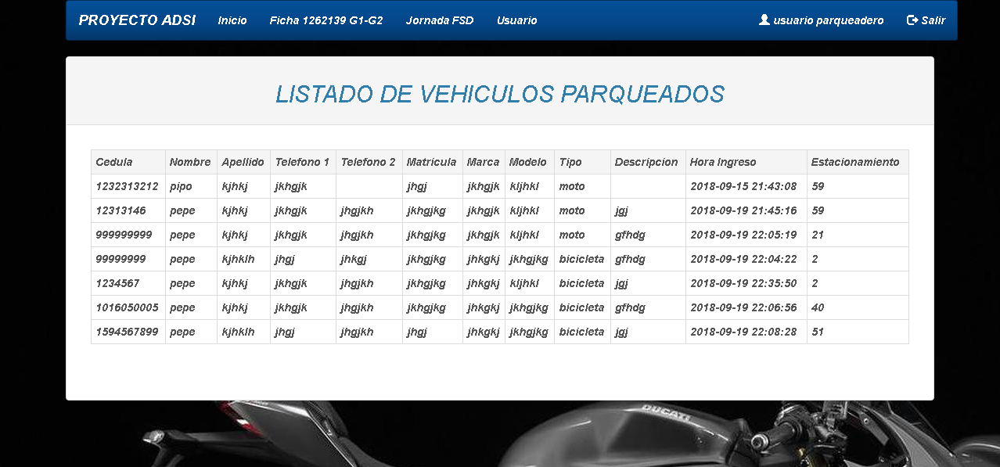 PROYECTO ADSI Inicio Ficha 1262139 G1-G2 Jornada FSD Usuario usuario parqueadero Salir
LISTADO DE VEHICULOS PARQUEADOS
Cedula Nombre Apellido Telefono 1 Telefono 2 Matricula Marca Modelo Tipo Descripcion Hora Ingreso Estacionamiento
1232313212 pipo kjhkj jkhgjk jhgj jkhgjk kljhkl moto 2018-09-15 21:43:08 59
12313146 pepe kjhkj jkhgjk jhgjkh jkhgjkg jkhgjk kljhkl moto jgj 2018-09-19 21:45:16 59
999999999 pepe kjhkj jkhgjk jhgjkh jkhgjkg jkhgjk kljhkl moto gfhdg 2018-09-19 22:05:19 21
99999999 pepe kjhklh jhgj jhkgj jkhgjkg jhkgkj jkhgjkg bicicleta gfhdg 2018-09-19 22:04:22 2
1234567 pepe kjhkj jkhgjk jhgjkh jkhgjkg jhkgkj kljhkl bicicleta jgj 2018-09-19 22:35:50 2
1016050005 pepe kjhkj jkhgjk jhgjkh jkhgjkg jhkgkj jkhgjkg bicicleta gfhdg 2018-09-19 22:06:56 40
1594567899 pepe kjhklh jhgj jhgjkh jhgj jhkgkj jkhgjkg bicicleta jgj 2018-09-19 22:08:28 51
DUCATI